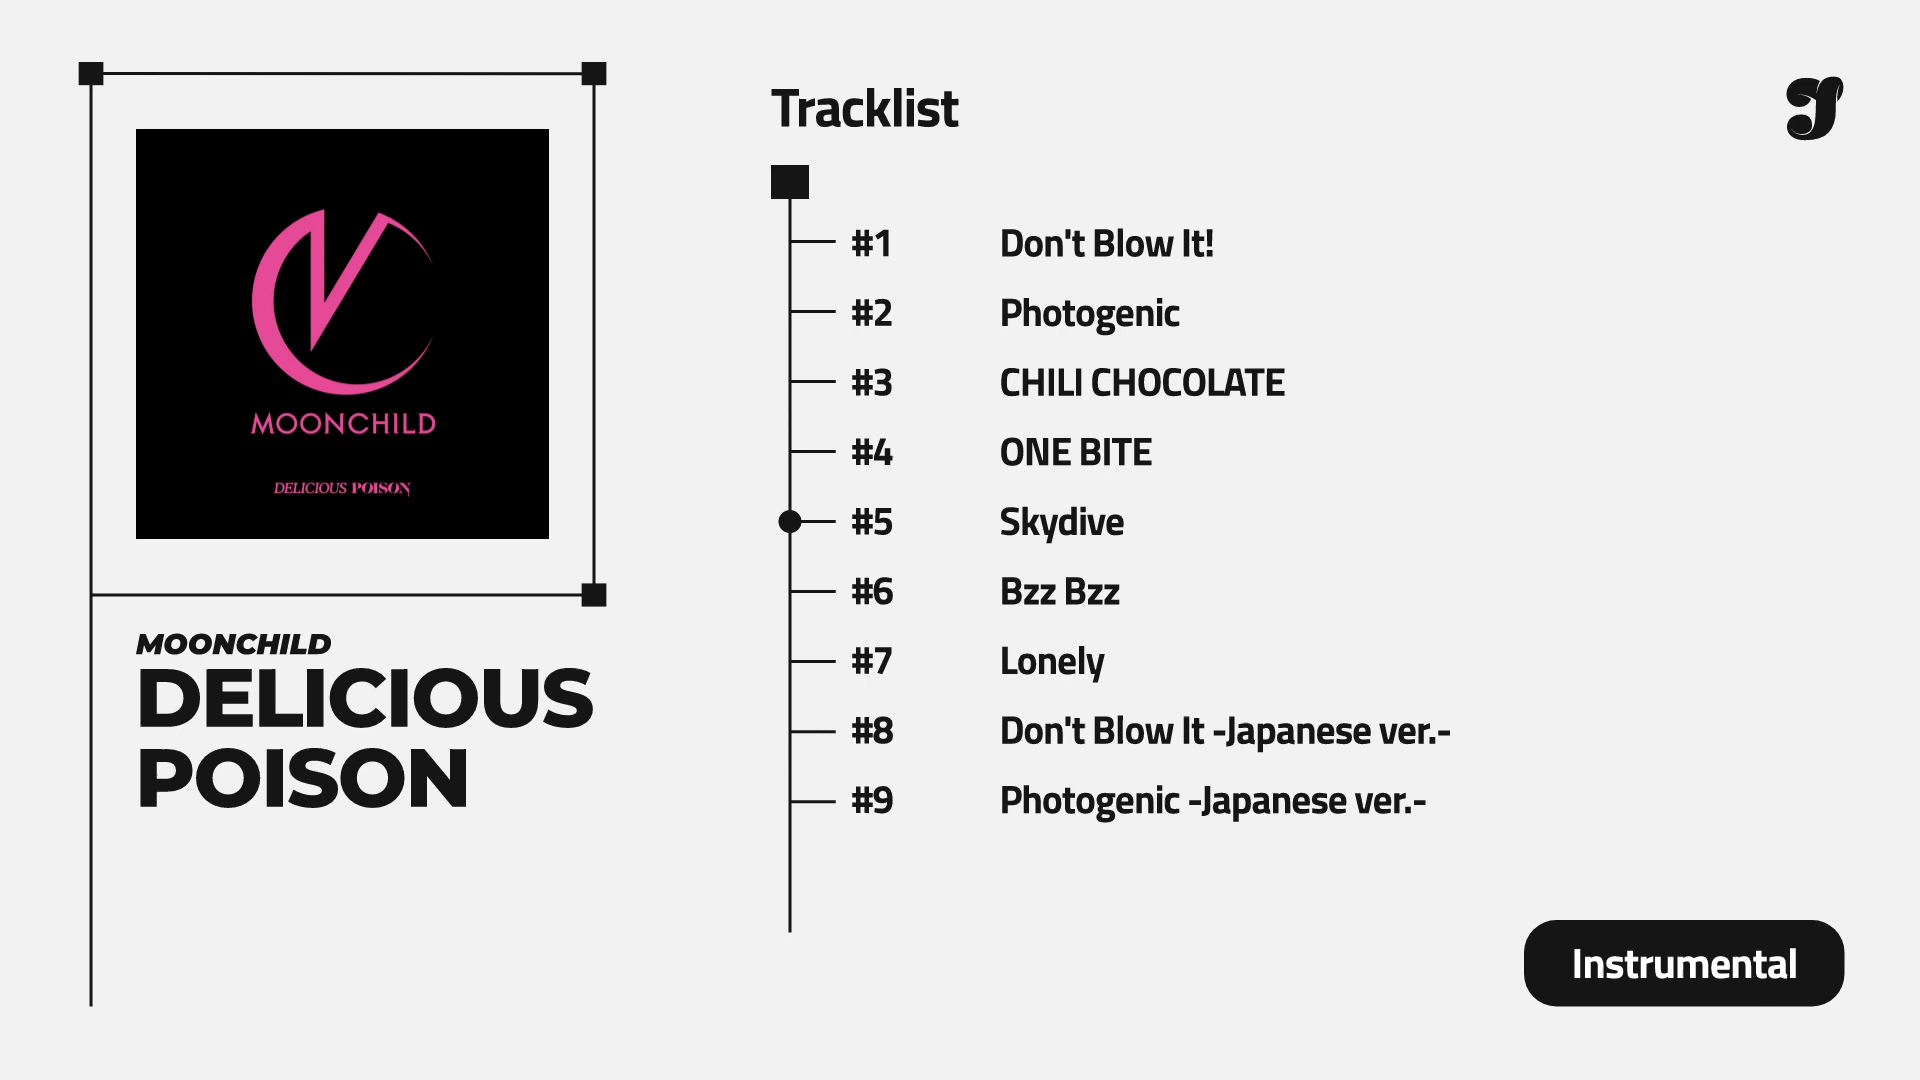 MOONCHILD
DELICIOUS POISON
MOONCHILD
DELICIOUS
POISON
Tracklist
#1 Don't Blow It!
#2 Photogenic
#3 CHILI CHOCOLATE
#4 ONE BITE
#5 Skydive
#6 Bzz Bzz
#7 Lonely
#8 Don't Blow It -Japanese ver.-
#9 Photogenic -Japanese ver.-
Instrumental